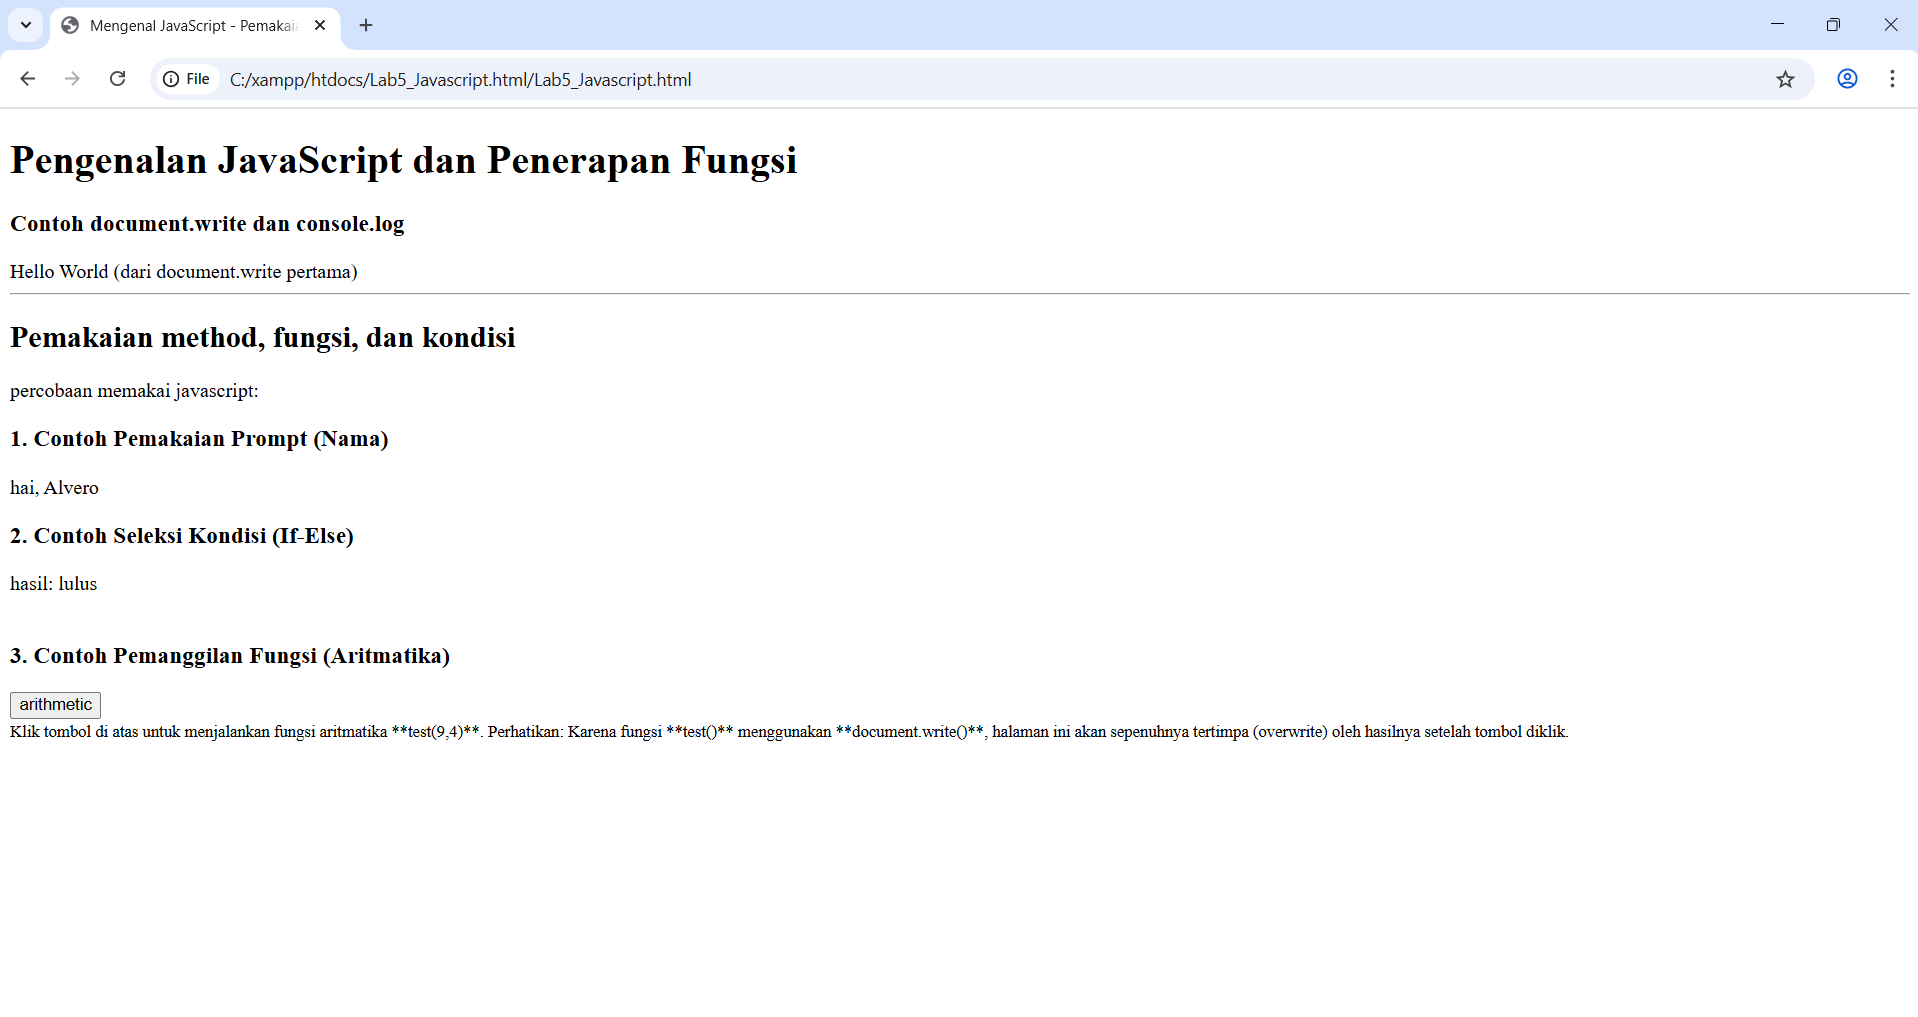 Mengenal JavaScript - Pemakai
File
C:/xampp/htdocs/Lab5_Javascript.html/Lab5_Javascript.html
Pengenalan JavaScript dan Penerapan Fungsi
Contoh document.write dan console.log
Hello World (dari document.write pertama)
Pemakaian method, fungsi, dan kondisi
percobaan memakai javascript:
1. Contoh Pemakaian Prompt (Nama)
hai, Alvero
2. Contoh Seleksi Kondisi (If-Else)
hasil: lulus
3. Contoh Pemanggilan Fungsi (Aritmatika)
arithmetic
Klik tombol di atas untuk menjalankan fungsi aritmatika **test(9,4)**. Perhatikan: Karena fungsi **test()** menggunakan **document.write()**, halaman ini akan sepenuhnya tertimpa (overwrite) oleh hasilnya setelah tombol diklik.